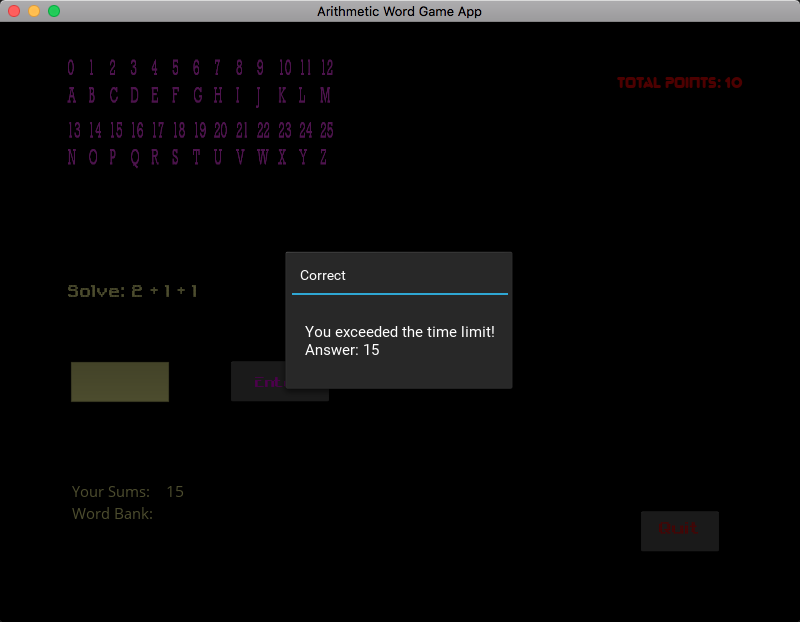 Arithmetic Word Game App
0 1 2 3 4 5 6 7 8 9 10 11 12
A B C D E F G H I J K L M
TOTAL POINTS: 10
13 14 15 16 17 18 19 20 21 22 23 24 25
N O P Q R S T U V W X Y Z
Correct
Solve: 2 + 1 + 1
You exceeded the time limit!
Answer: 15
Your Sums: 15
Word Bank:
Quit